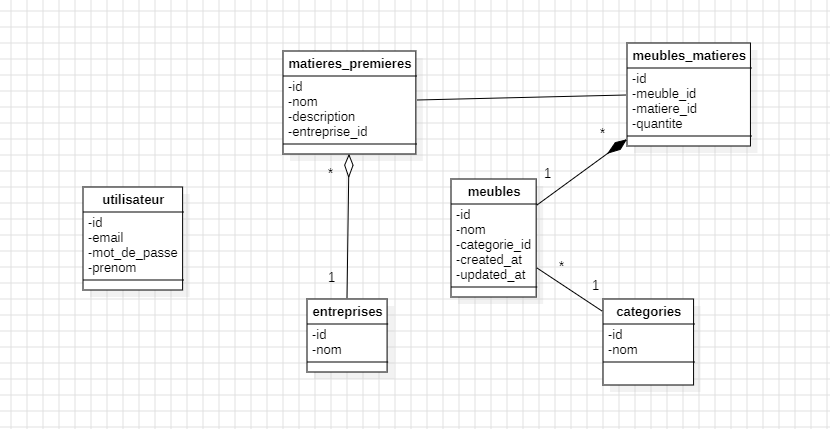 matieres_premieres
-id
-nom
-description
-entreprise_id
meubles_matieres
-id
-meuble_id
-matiere_id
-quantite
*
*
1
utilisateur
-id
-email
-mot_de_passe
-prenom
meubles
-id
-nom
-categorie_id
-created_at
-updated_at
*
1
1
entreprises
-id
-nom
categories
-id
-nom